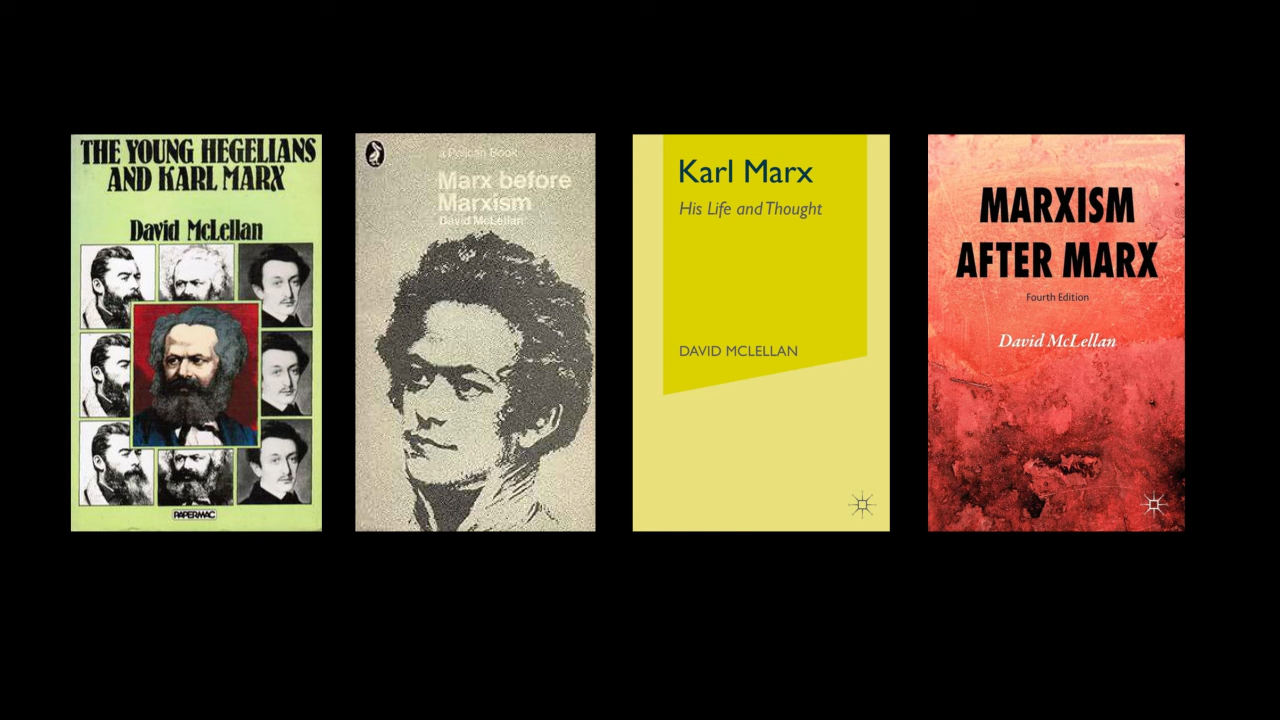 THE YOUNG HEGELIANS
AND KARL MARX
David McLellan
PAPERMAC
a Pelican Book
Marx before
Marxism
David McLellan
Karl Marx
His Life and Thought
DAVID MCLELLAN
MARXISM
AFTER MARX
Fourth Edition
David McLellan